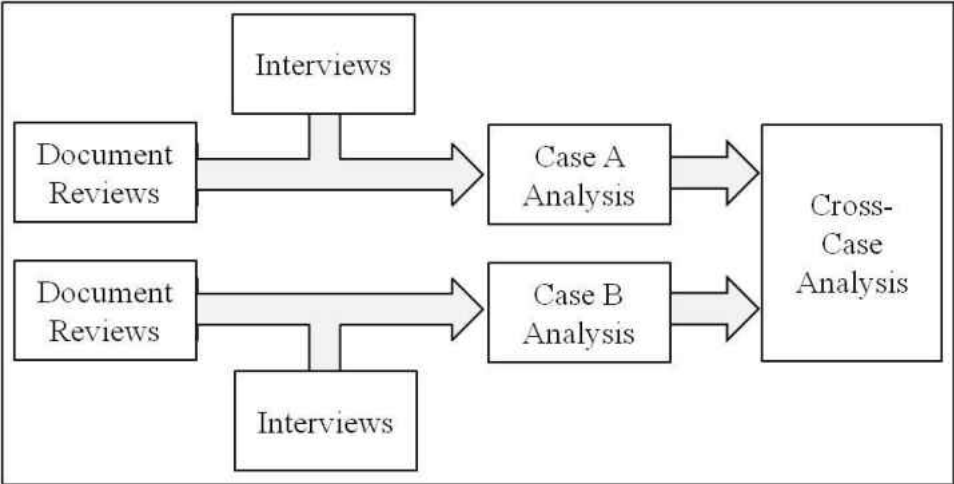 Interviews
Document
Reviews
Case A
Analysis
Cross-
Case
Analysis
Document
Reviews
Case B
Analysis
Interviews